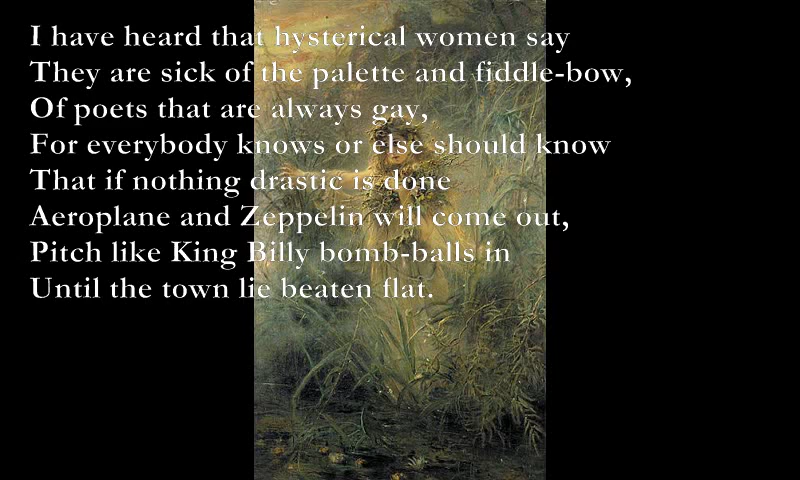 I have heard that hysterical women say
They are sick of the palette and fiddle-bow,
Of poets that are always gay,
For everybody knows or else should know
That if nothing drastic is done
Aeroplane and Zeppelin will come out,
Pitch like King Billy bomb-balls in
Until the town lie beaten flat.